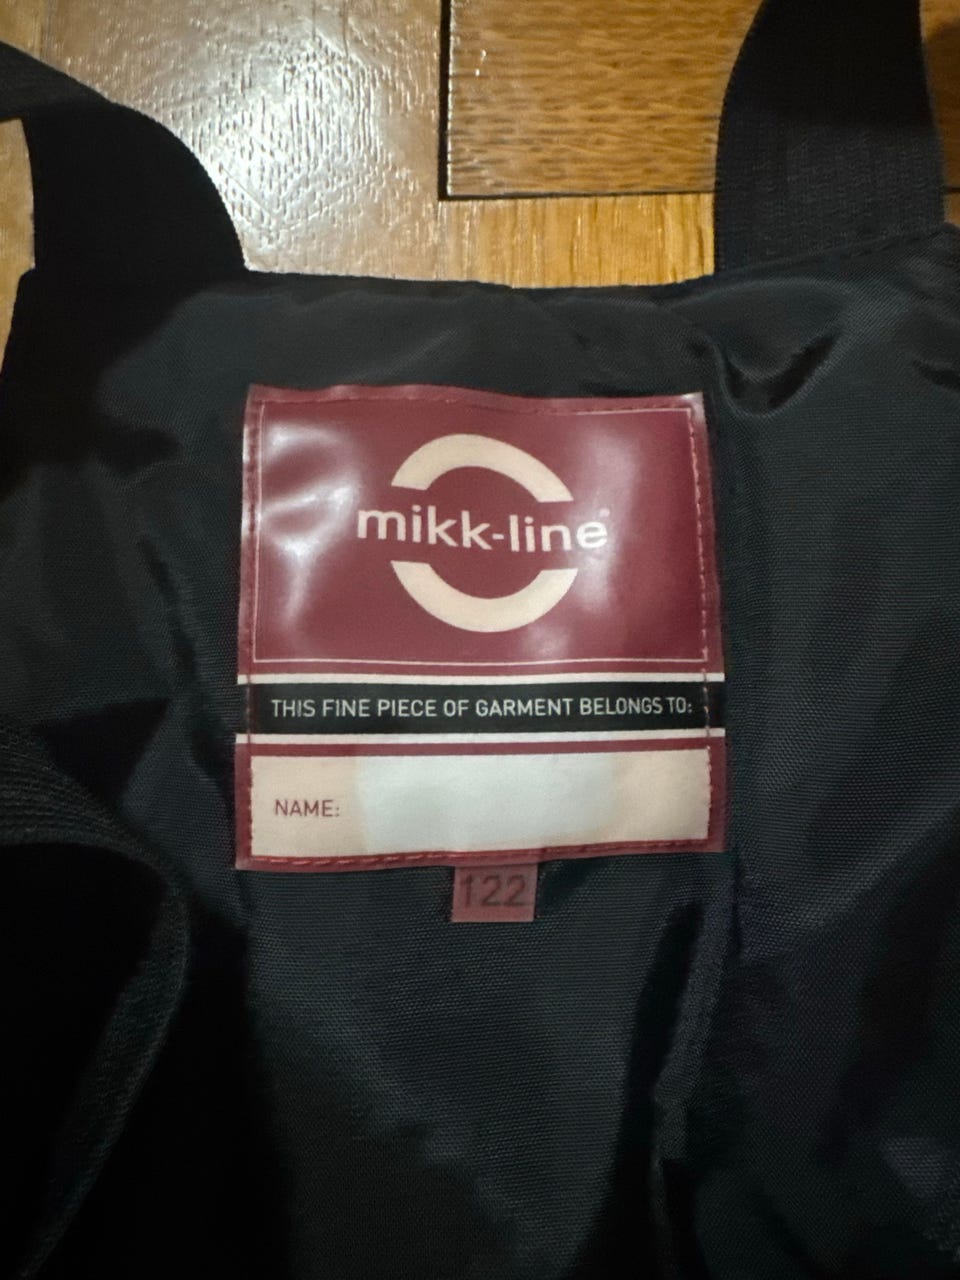 mikk-line®
THIS FINE PIECE OF GARMENT BELONGS TO:
NAME:
122